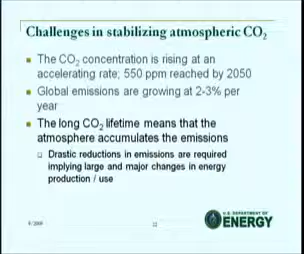 Challenges in stabilizing atmospheric CO₂
The CO₂ concentration is rising at an
accelerating rate; 550 ppm reached by 2050
Global emissions are growing at 2-3% per
year
The long CO₂ lifetime means that the
atmosphere accumulates the emissions
Drastic reductions in emissions are required
implying large and major changes in energy
production / use
U.S. DEPARTMENT OF
ENERGY